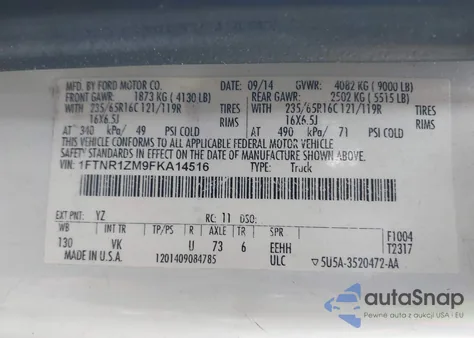 MFD. BY FORD MOTOR CO.
DATE: 09/14 GVWR: 4082 KG (9000 LB)
FRONT GAWR: 1873 KG (4130 LB) REAR GAWR: 2502 KG (5515 LB)
WITH 235/65R16C 121/119R TIRES WITH 235/65R16C 121/119R TIRES
16X6.5J RIMS 16X6.5J RIMS
AT 340 kPa/ 49 PSI COLD AT 490 kPa/ 71 PSI COLD
THIS VEHICLE CONFORMS TO ALL APPLICABLE FEDERAL MOTOR VEHICLE
SAFETY STANDARDS IN EFFECT ON THE DATE OF MANUFACTURE SHOWN ABOVE.
VIN: 1FTNR1ZM9FKA14516 TYPE: Truck
EXT PNT: YZ RC: 11 DSO:
WB INT TR TP/PS R AXLE TR SPR F1004
130 VK U 73 6 EEHH T2317
MADE IN U.S.A. 1201409084785 ULC ▽5U5A-3520472-AA
autoSnap
Pewne auto z USA - EU